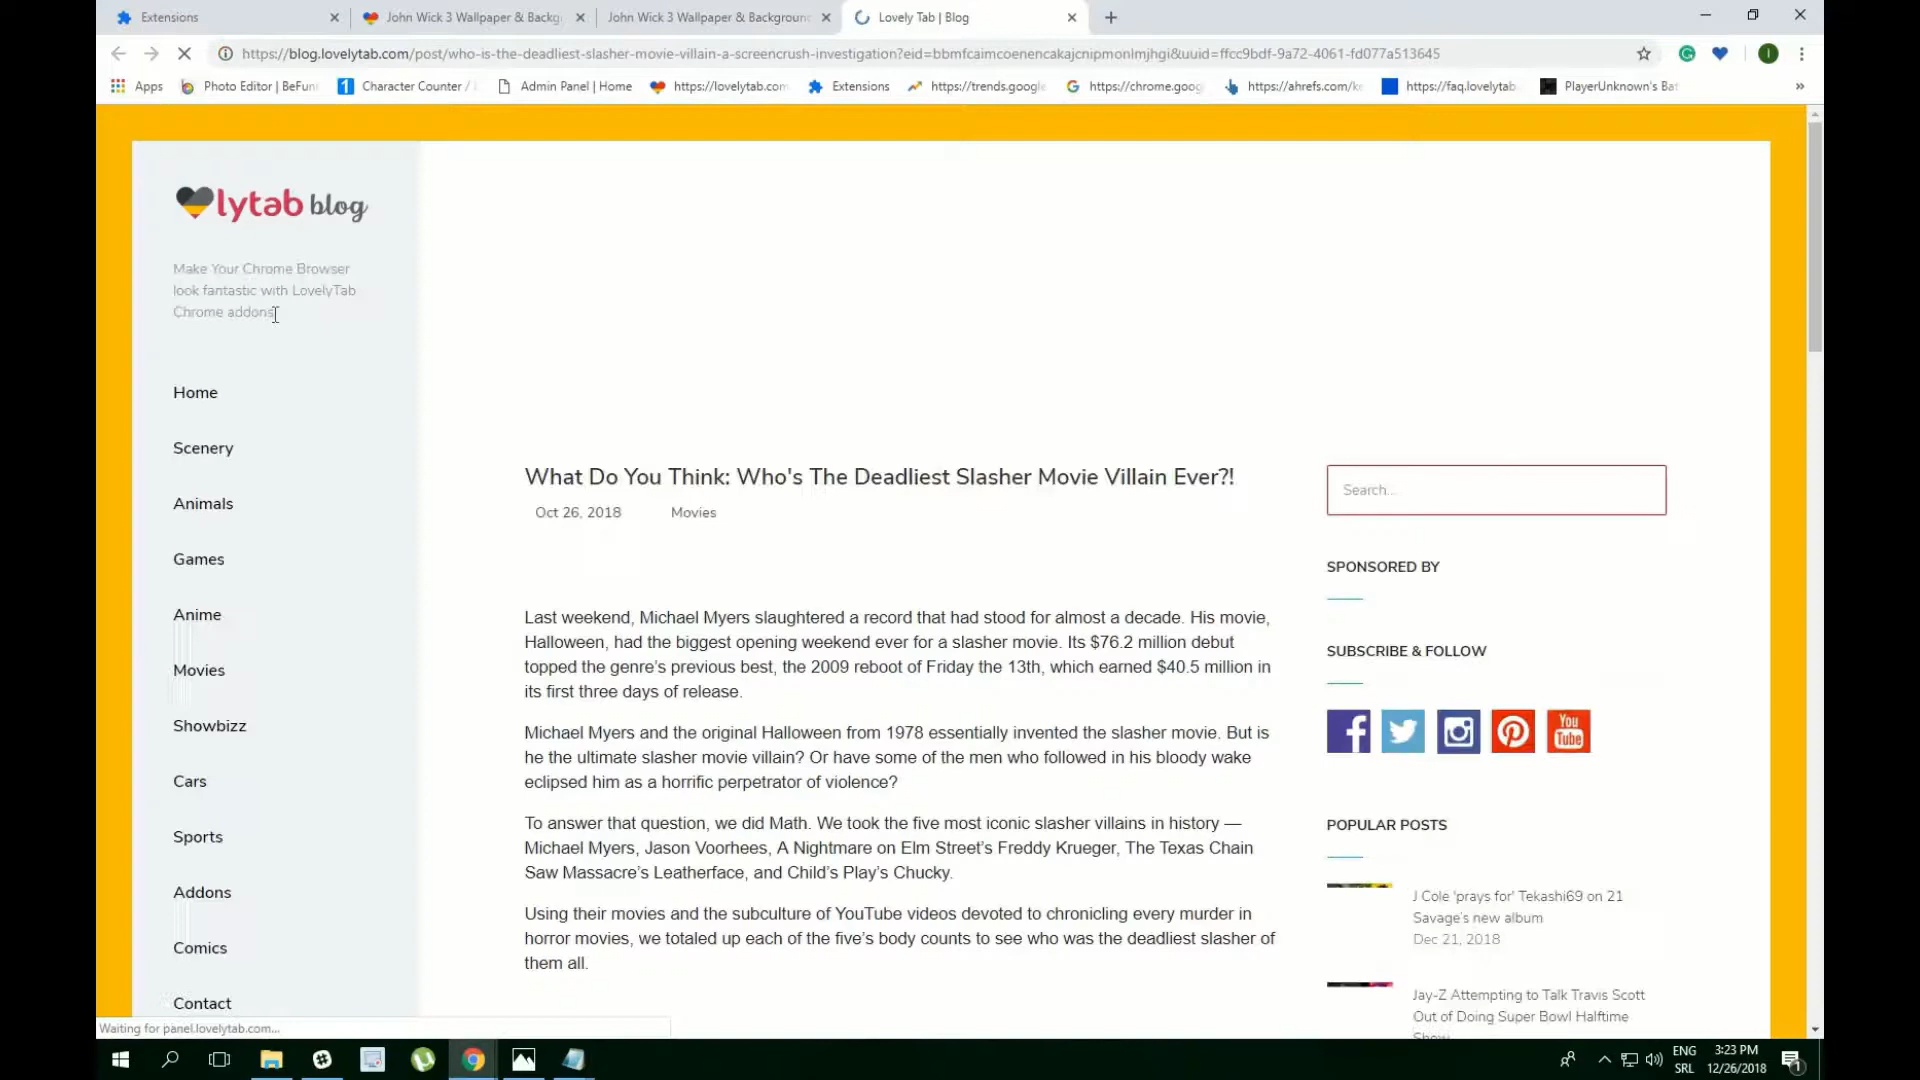 Extensions
John Wick 3 Wallpaper & Backg
John Wick 3 Wallpaper & Backgroun
Lovely Tab | Blog
https://blog.lovelytab.com/post/who-is-the-deadliest-slasher-movie-villain-a-screencrush-investigation?eid=bbmfcaimcoenencakajcnipmonlmjhgi&uuid=ffcc9bdf-9a72-4061-fd077a513645
I
Apps
Photo Editor | BeFun
1
Character Counter /
Admin Panel | Home
https://lovelytab.com
Extensions
https://trends.google
https://chrome.goog
https://ahrefs.com/ke
https://faq.lovelytab
PlayerUnknown's Bat
»
lytab blog
Make Your Chrome Browser
look fantastic with LovelyTab
Chrome addons
Home
Scenery
Animals
Games
Anime
Movies
Showbizz
Cars
Sports
Addons
Comics
Contact
What Do You Think: Who's The Deadliest Slasher Movie Villain Ever?!
Oct 26, 2018 Movies
Last weekend, Michael Myers slaughtered a record that had stood for almost a decade. His movie,
Halloween, had the biggest opening weekend ever for a slasher movie. Its $76.2 million debut
topped the genre's previous best, the 2009 reboot of Friday the 13th, which earned $40.5 million in
its first three days of release.
Michael Myers and the original Halloween from 1978 essentially invented the slasher movie. But is
he the ultimate slasher movie villain? Or have some of the men who followed in his bloody wake
eclipsed him as a horrific perpetrator of violence?
To answer that question, we did Math. We took the five most iconic slasher villains in history —
Michael Myers, Jason Voorhees, A Nightmare on Elm Street's Freddy Krueger, The Texas Chain
Saw Massacre's Leatherface, and Child's Play's Chucky.
Using their movies and the subculture of YouTube videos devoted to chronicling every murder in
horror movies, we totaled up each of the five's body counts to see who was the deadliest slasher of
them all.
Search...
SPONSORED BY
SUBSCRIBE & FOLLOW
You
Tube
POPULAR POSTS
J Cole 'prays for' Tekashi69 on 21
Savage's new album
Dec 21, 2018
Jay-Z Attempting to Talk Travis Scott
Out of Doing Super Bowl Halftime
Show
Waiting for panel.lovelytab.com...
ENG
SRL
3:23 PM
12/26/2018
1